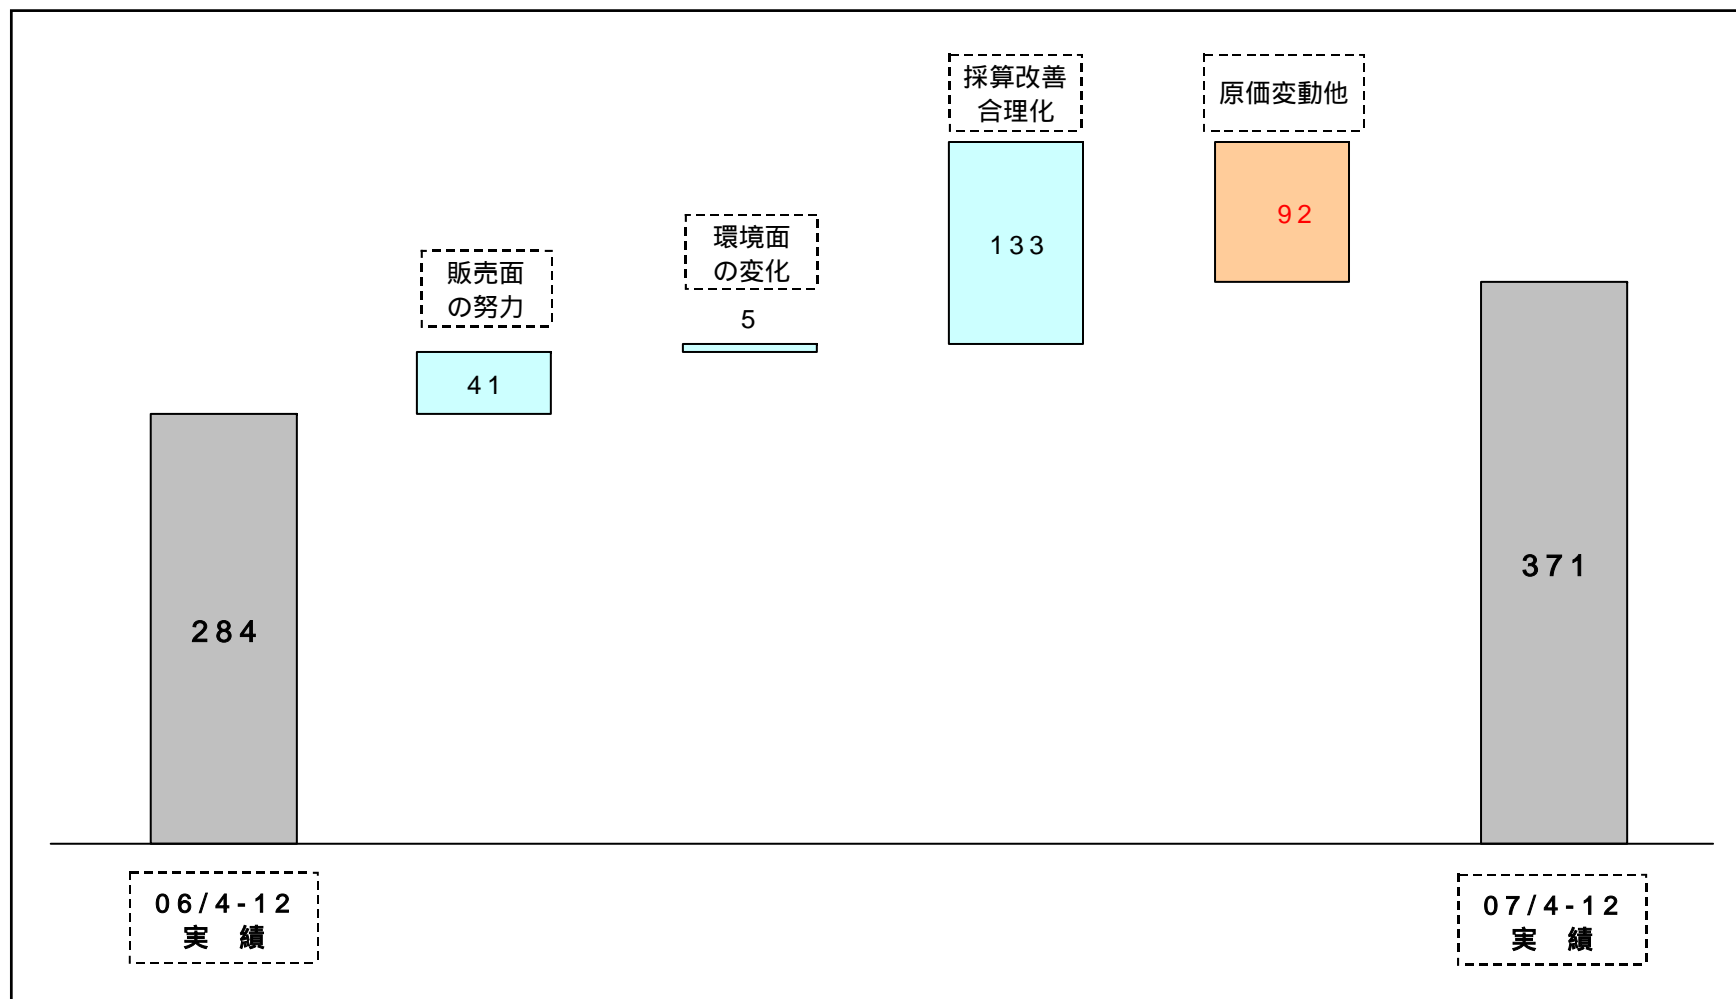 採算改善
合理化
原価変動他
環境面
の変化
販売面
の努力
133
92
5
41
284
371
06/4-12
実 績
07/4-12
実 績